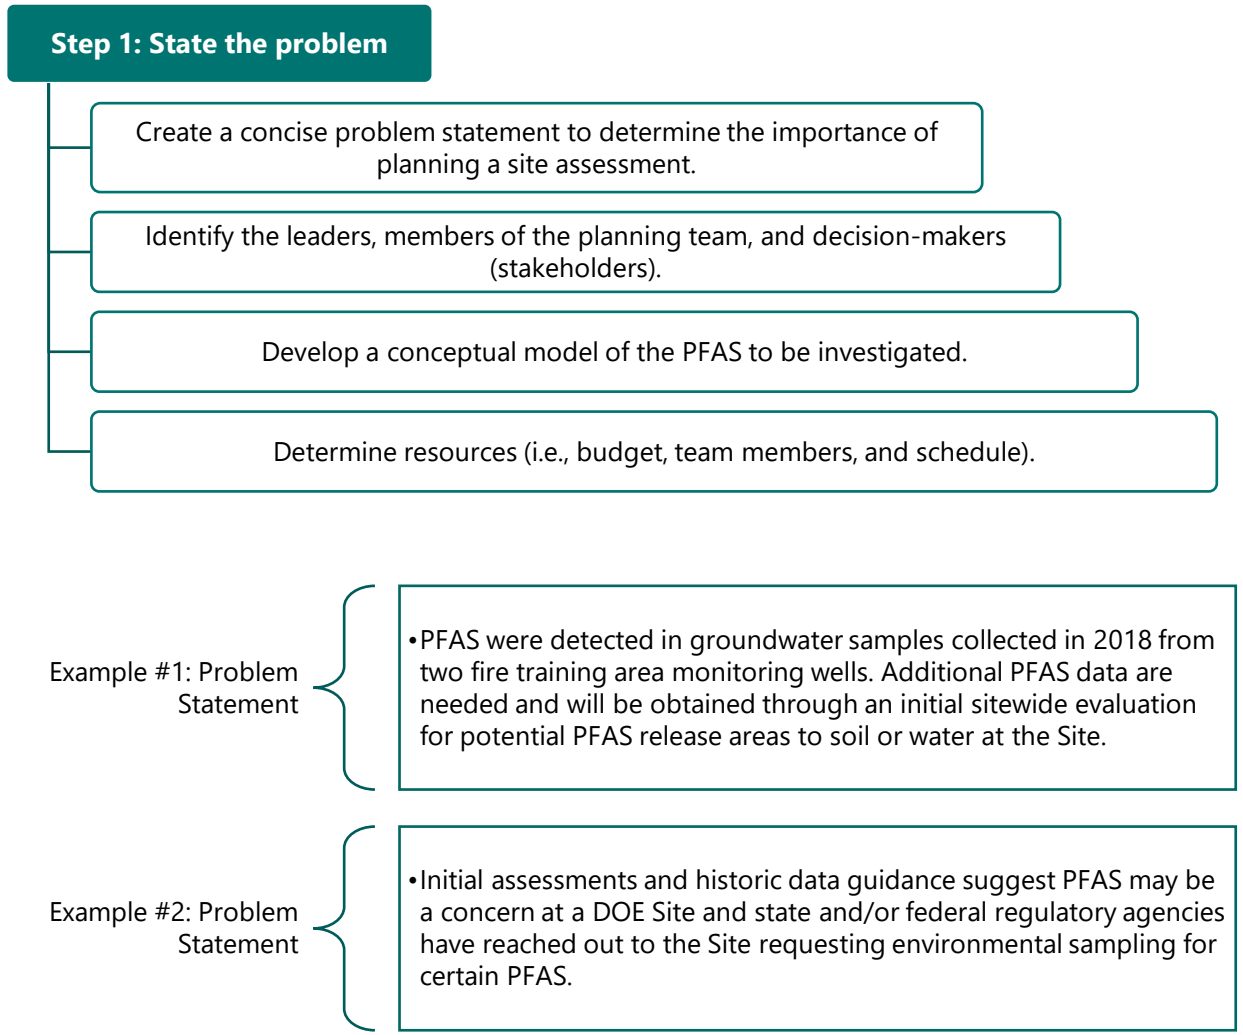 Step 1: State the problem
Create a concise problem statement to determine the importance of
planning a site assessment.
Identify the leaders, members of the planning team, and decision-makers
(stakeholders).
Develop a conceptual model of the PFAS to be investigated.
Determine resources (i.e., budget, team members, and schedule).
Example #1: Problem
Statement
•PFAS were detected in groundwater samples collected in 2018 from
two fire training area monitoring wells. Additional PFAS data are
needed and will be obtained through an initial sitewide evaluation
for potential PFAS release areas to soil or water at the Site.
Example #2: Problem
Statement
•Initial assessments and historic data guidance suggest PFAS may be
a concern at a DOE Site and state and/or federal regulatory agencies
have reached out to the Site requesting environmental sampling for
certain PFAS.